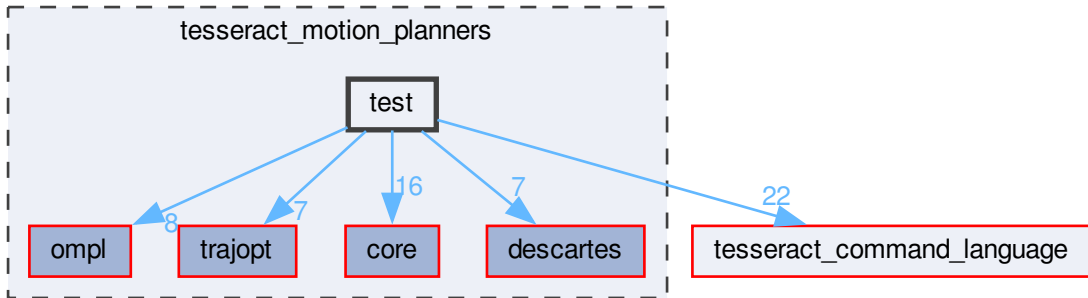 tesseract_motion_planners
test
16
7
22
8
7
ompl
trajopt
core
descartes
tesseract_command_language